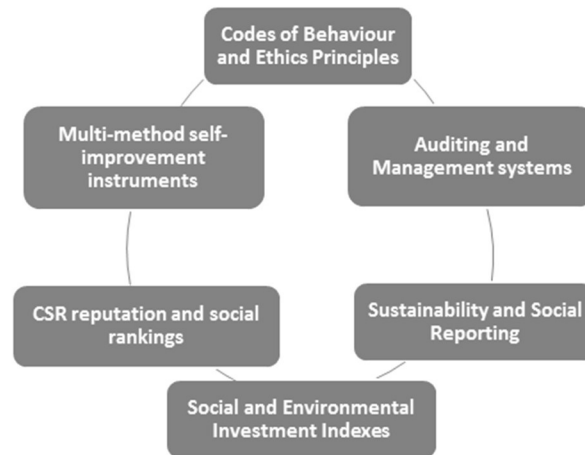 Codes of Behaviour
and Ethics Principles
Auditing and
Management systems
Sustainability and Social
Reporting
Social and Environmental
Investment Indexes
CSR reputation and social
rankings
Multi-method self-
improvement
instruments